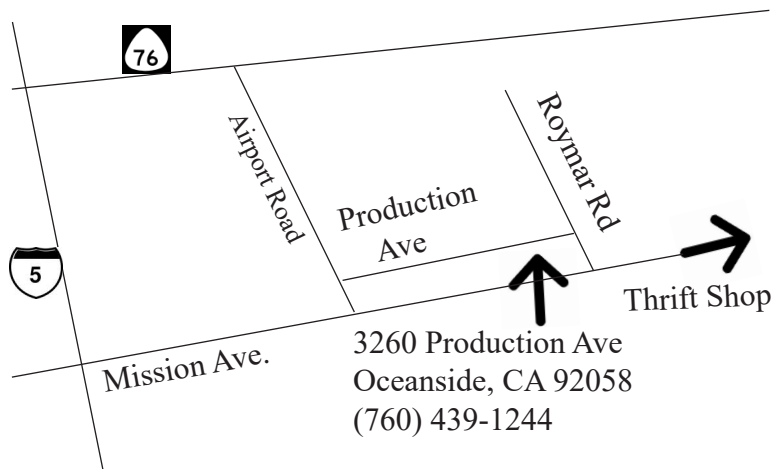 76
Airport Road
Roymar Rd
Production
Ave
5
Thrift Shop
Mission Ave.
3260 Production Ave
Oceanside, CA 92058
(760) 439-1244